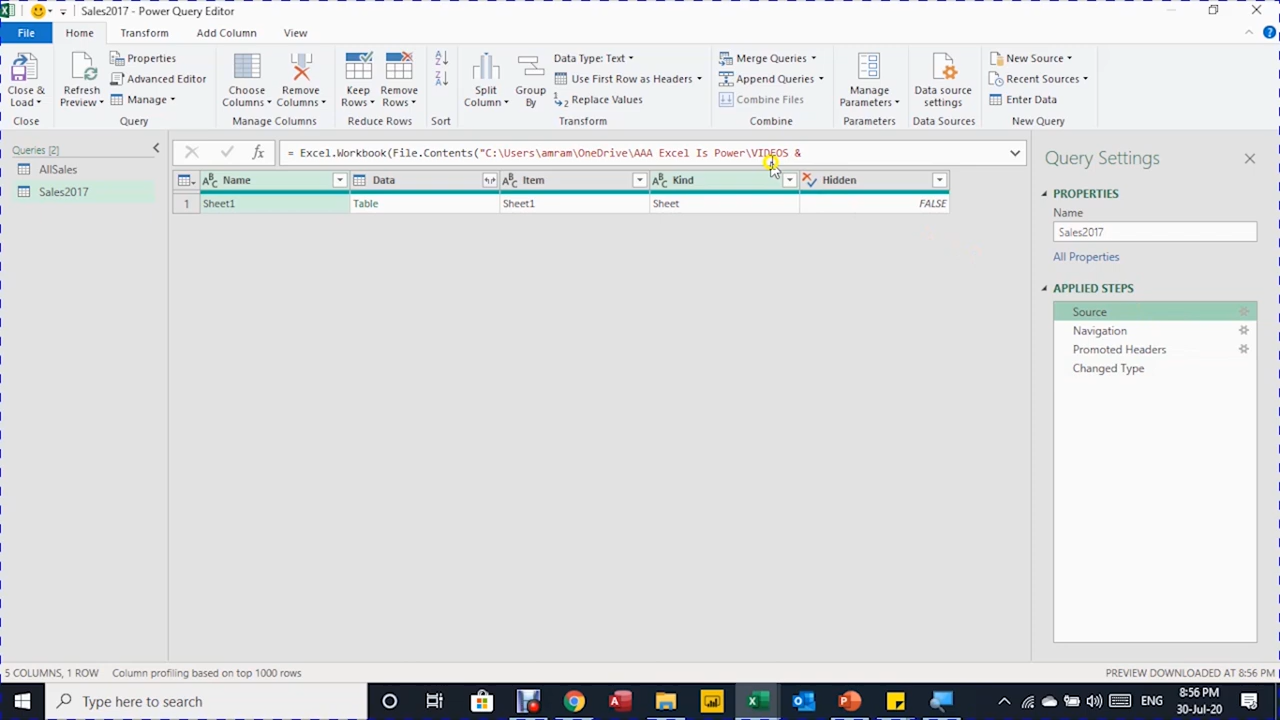 Sales2017 - Power Query Editor
File
Home
Transform
Add Column
View
Close & Load
Close
Refresh Preview
Properties
Advanced Editor
Manage
Query
Choose Columns
Remove Columns
Manage Columns
Keep Rows
Remove Rows
Reduce Rows
Sort
Split Column
Group By
Data Type: Text
Use First Row as Headers
Replace Values
Transform
Merge Queries
Append Queries
Combine Files
Combine
Manage Parameters
Parameters
Data source settings
Data Sources
New Source
Recent Sources
Enter Data
New Query
Queries [2]
AllSales
Sales2017
= Excel.Workbook(File.Contents("C:\Users\amram\OneDrive\AAA Excel Is Power\VIDEOS &
Name Data Item Kind Hidden
1 Sheet1 Table Sheet1 Sheet FALSE
Query Settings
PROPERTIES
Name
Sales2017
All Properties
APPLIED STEPS
Source
Navigation
Promoted Headers
Changed Type
5 COLUMNS, 1 ROW Column profiling based on top 1000 rows
PREVIEW DOWNLOADED AT 8:56 PM
Type here to search
ENG
8:56 PM
30-Jul-20